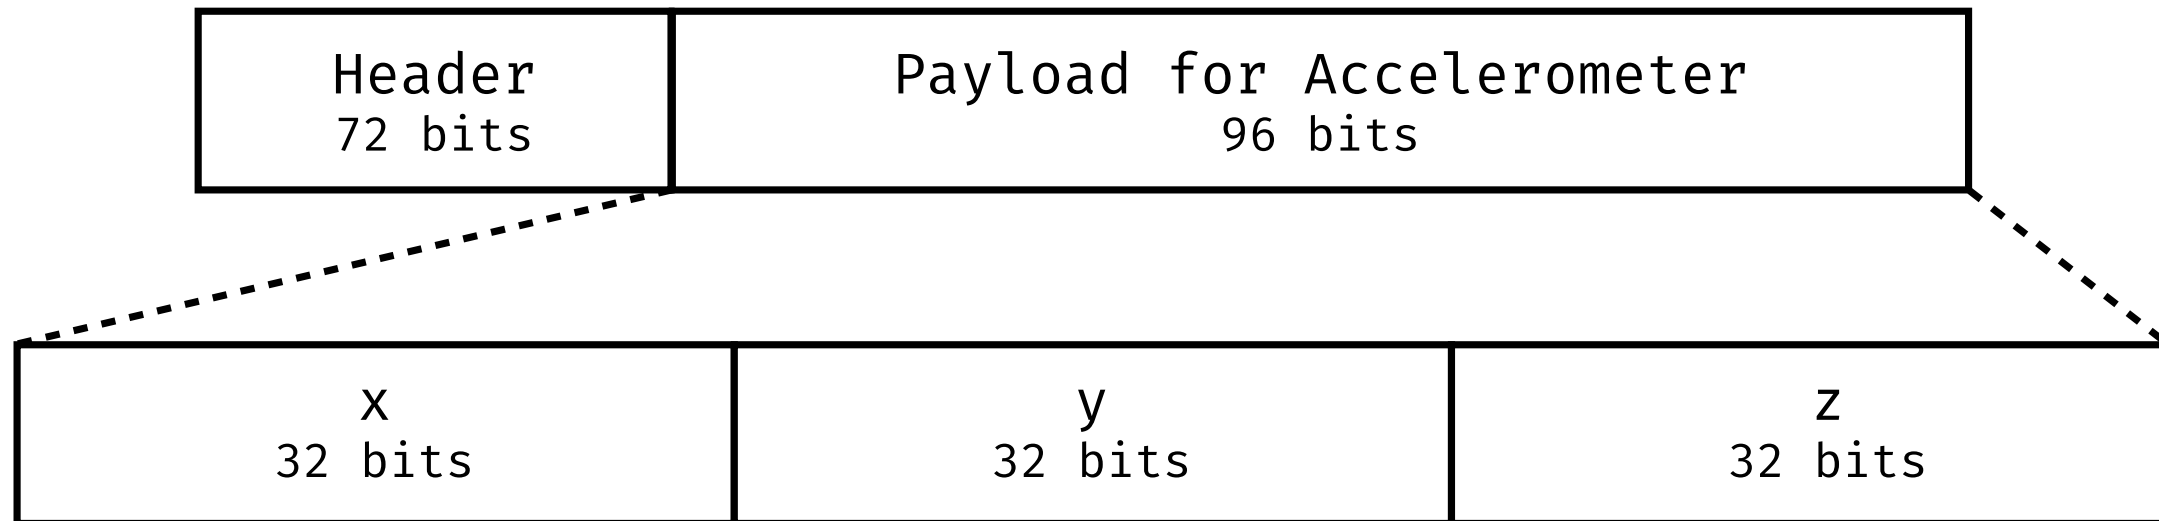 Header
72 bits
Payload for Accelerometer
96 bits
x
32 bits
y
32 bits
z
32 bits